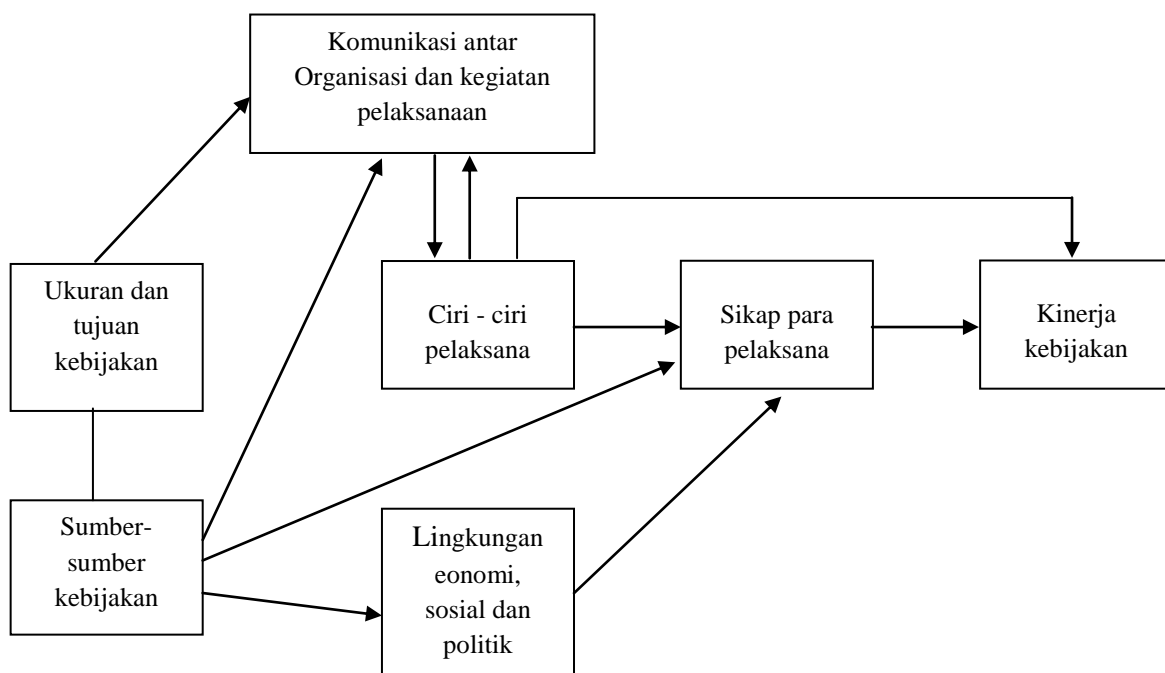 Komunikasi antar
Organisasi dan kegiatan
pelaksanaan
Ukuran dan
tujuan
kebijakan
Ciri - ciri
pelaksana
Sikap para
pelaksana
Kinerja
kebijakan
Sumber-
sumber
kebijakan
Lingkungan
eonomi,
sosial dan
politik